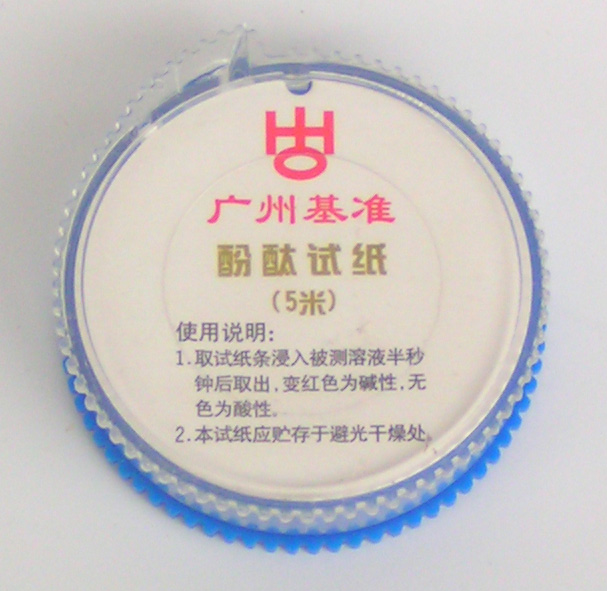 广州基准
酚酞试纸
(5米)
使用说明:
1.取试纸条浸入被测溶液半秒
钟后取出,变红色为碱性,无
色为酸性。
2.本试纸应贮存于避光干燥处